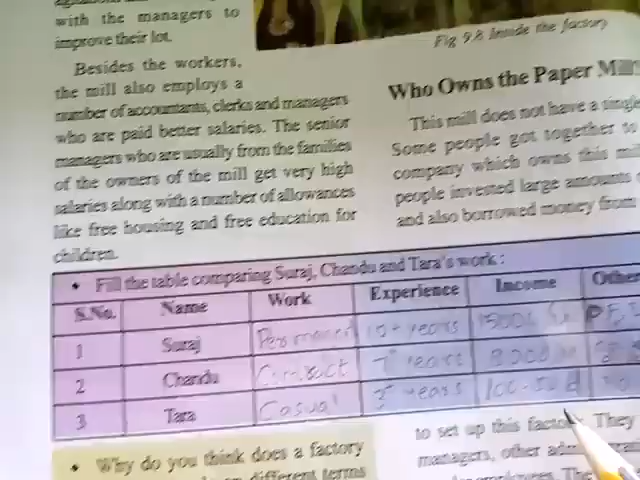 with the managers to
improve their lot.
Besides the workers,
the mill also employs a
number of accountants, clerks and managers
who are paid better salaries. The senior
managers who are usually from the families
of the owners of the mill get very high
salaries along with a number of allowances
like free housing and free education for
children.
Fig 9.8 Inside the factory
Who Owns the Paper Mill
This mill does not have a single
Some people got together to
company which owns this mill
people invested large amounts
and also borrowed money from
• Fill the table comparing Suraj, Chandu and Tara's work :
S.No. Name Work Experience Income Other
1 Suraj Permanent 10+ years
2 Chandu Contract 7 years 8000
3 Tara Casual years
to set up this factory. They
managers, other
employees. The
• Why do you think does a factory
different terms